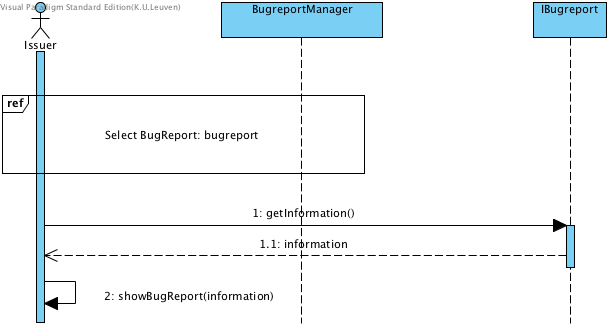 Visual Paradigm Standard Edition(K.U.Leuven)
BugreportManager
IBugreport
Issuer
ref
Select BugReport: bugreport
1: getInformation()
1.1: information
2: showBugReport(information)